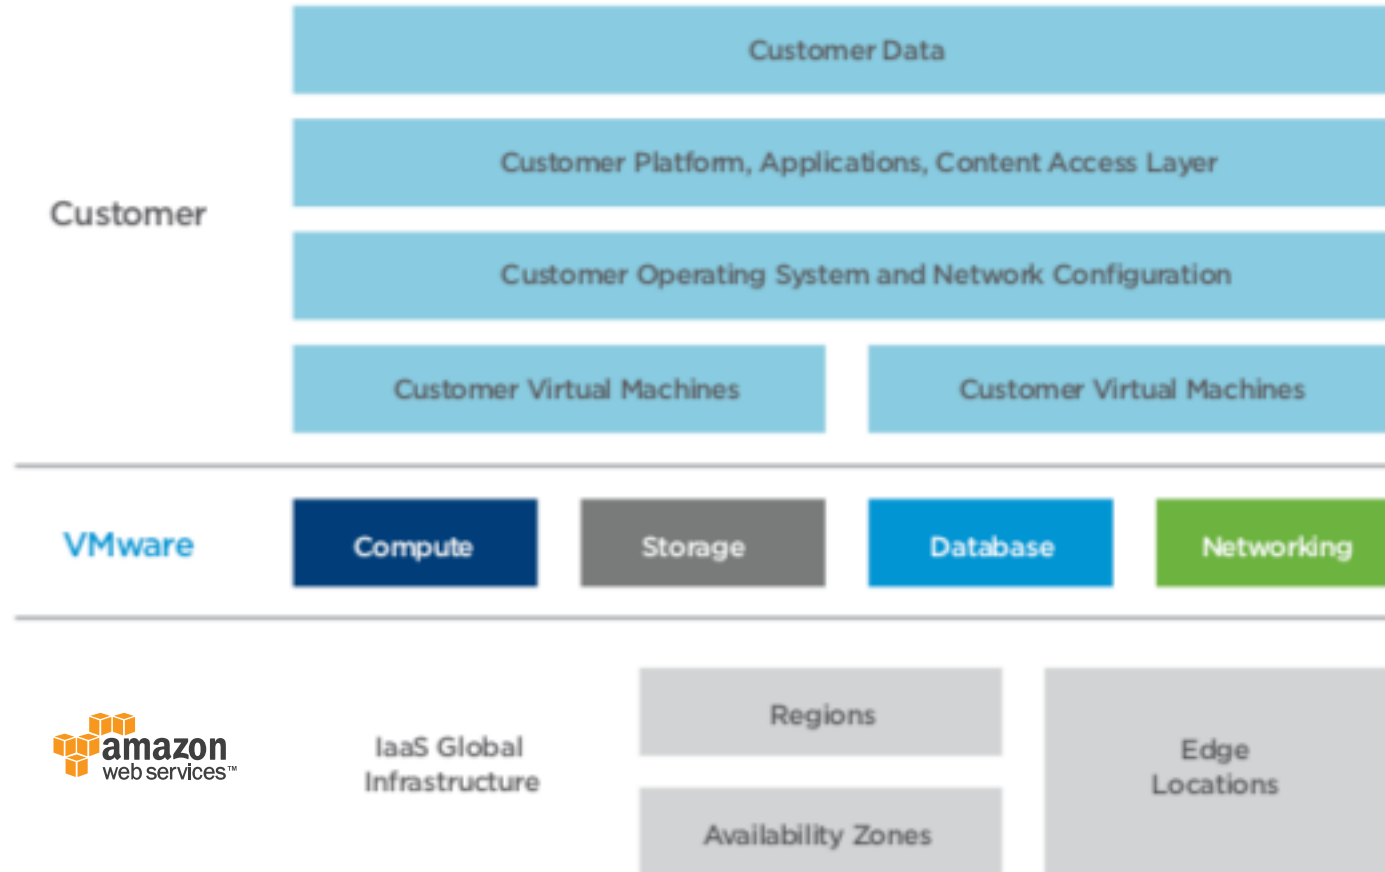 Customer Data
Customer Platform, Applications, Content Access Layer
Customer
Customer Operating System and Network Configuration
Customer Virtual Machines
Customer Virtual Machines
VMware
Compute
Storage
Database
Networking
amazon
web services™
IaaS Global
Infrastructure
Regions
Availability Zones
Edge
Locations